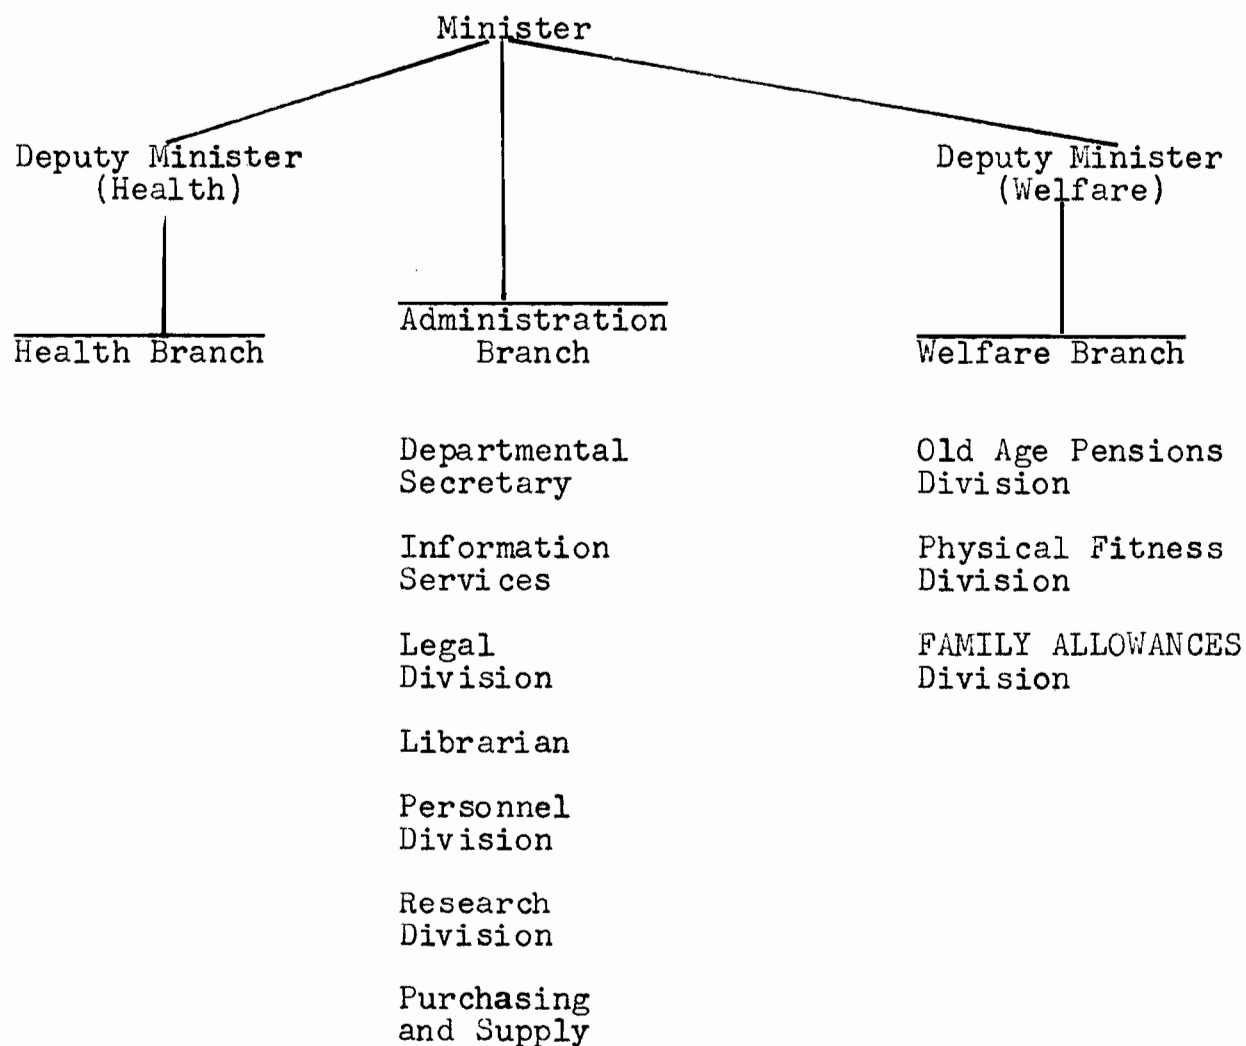 Minister
Deputy Minister
(Health)
Deputy Minister
(Welfare)
Health Branch
Administration
Branch
Welfare Branch
Departmental
Secretary
Information
Services
Legal
Division
Librarian
Personnel
Division
Research
Division
Purchasing
and Supply
Old Age Pensions
Division
Physical Fitness
Division
FAMILY ALLOWANCES
Division